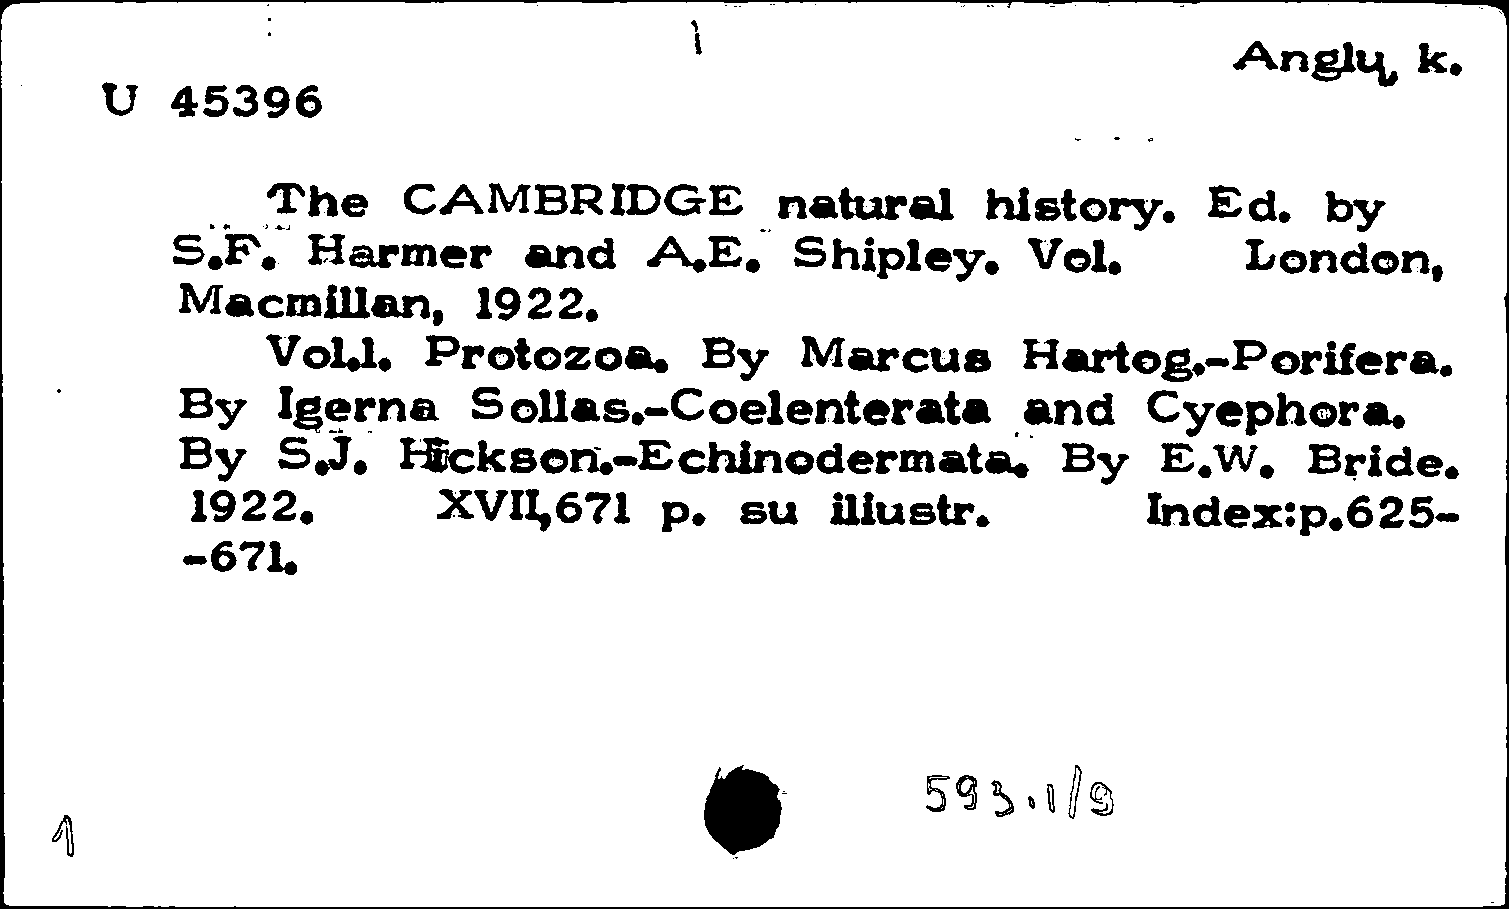 Anglų k.
U 45396
The CAMBRIDGE natural history. Ed. by
S.F. Harmer and A.E. Shipley. Vol. London,
Macmillan, 1922.
Vol.1. Protozoa. By Marcus Hartog.-Porifera.
By Igerna Sollas.-Coelenterata and Cyephora.
By S.J. Hickson.-Echinodermata. By E.W. Bride.
1922. XVII,671 p. su iliustr. Index:p.625-
-671.
593.1/9
1